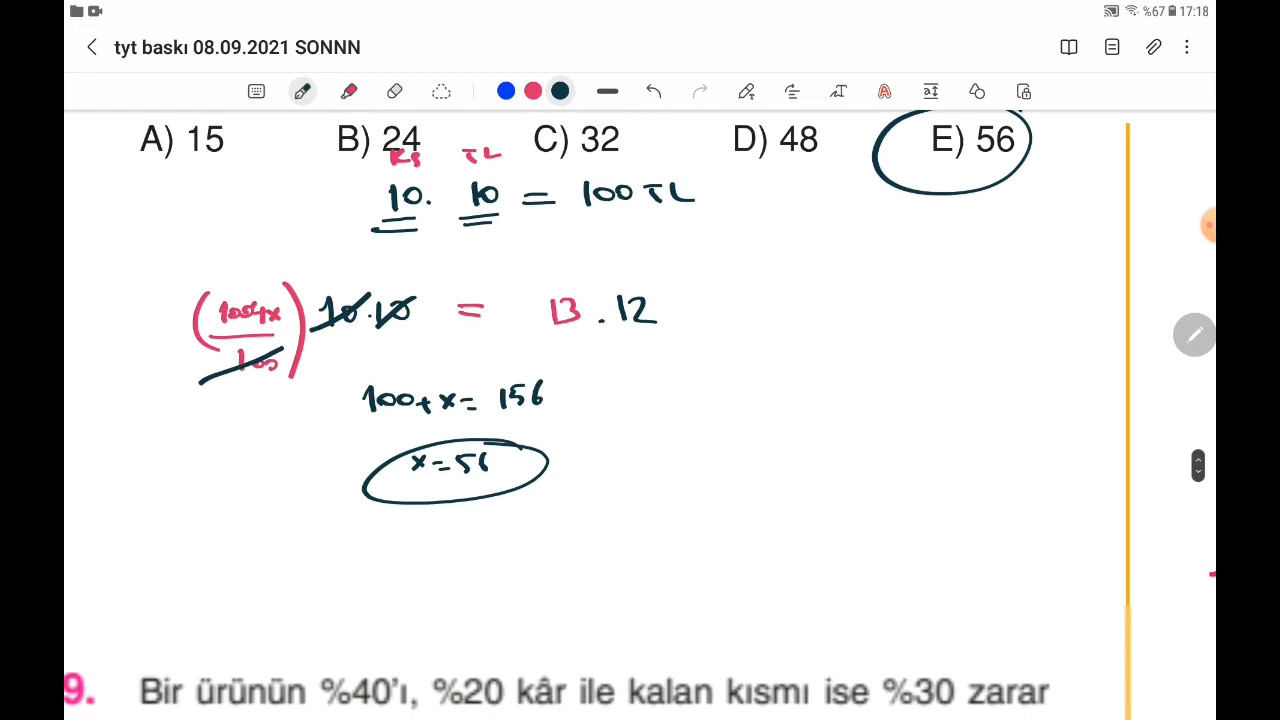 %67 17:18
tyt baskı 08.09.2021 SONNN
A) 15 B) 24 C) 32 D) 48 E) 56
Kg TL
10. 10 = 100 TL
(100+x / 100) 10.10 = 13.12
100+x = 156
x=56
9. Bir ürünün %40'ı, %20 kâr ile kalan kısmı ise %30 zarar